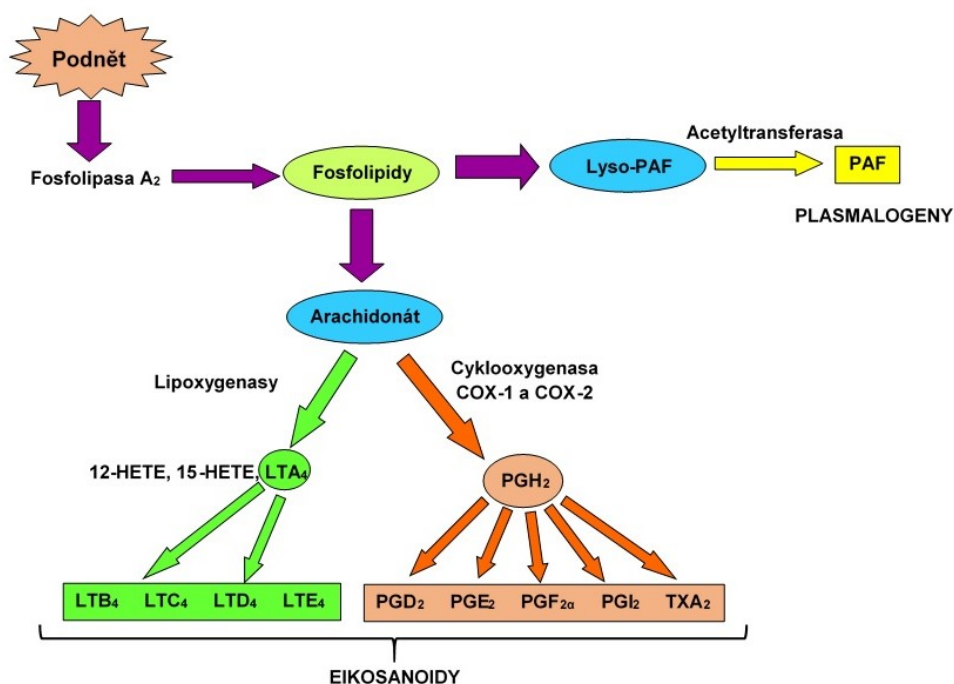 Podnět
Acetyltransferasa
Fosfolipasa A₂
Fosfolipidy
Lyso-PAF
PAF
PLASMALOGENY
Arachidonát
Lipoxygenasy
Cyklooxygenasa
COX-1 a COX-2
12-HETE, 15-HETE, LTA₄
PGH₂
LTB₄ LTC₄ LTD₄ LTE₄
PGD₂ PGE₂ PGF₂α PGI₂ TXA₂
EIKOSANOIDY